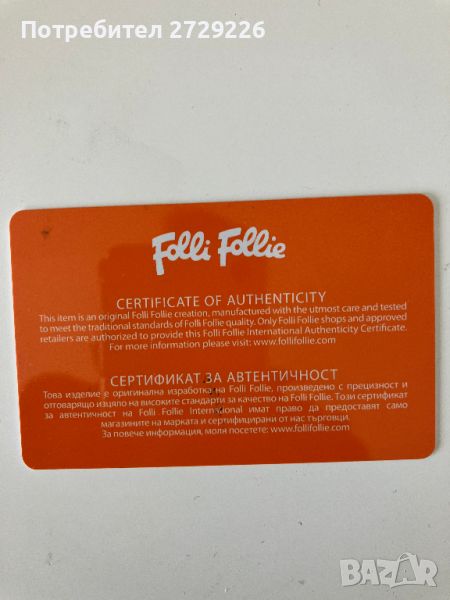 Потребител 2729226
Folli Follie
CERTIFICATE OF AUTHENTICITY
This item is an original Folli Follie creation, manufactured with the utmost care and tested
to meet the traditional standards of Folli Follie quality. Only Folli Follie shops and approved
retailers are authorized to provide this Folli Follie International Authenticity Certificate.
For more information please visit: www.follifollie.com
СЕРТИФИКАТ ЗА АВТЕНТИЧНОСТ
Това изделие е оригинална изработка на Folli Follie, произведено с прецизност и
отговарящо изцяло на високите стандарти за качество на Folli Follie. Този сертификат
за автентичност на Folli Follie International имат право да предоставят само
магазините на марката и сертифицирани от нас търговци.
За повече информация, моля посетете: www.follifollie.com
BAZAR